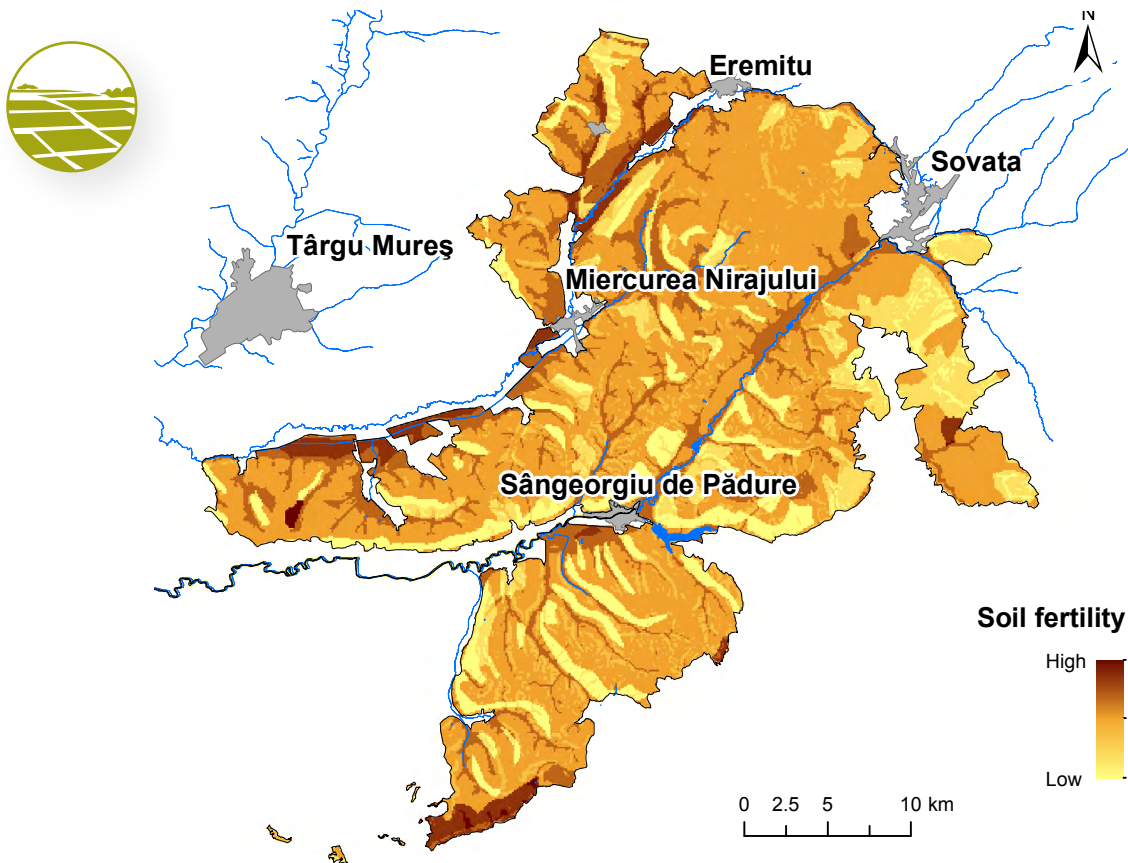 N
Eremitu
Sovata
Târgu Mureş
Miercurea Nirajului
Sângeorgiu de Pădure
Soil fertility
High
Low
0 2.5 5 10 km